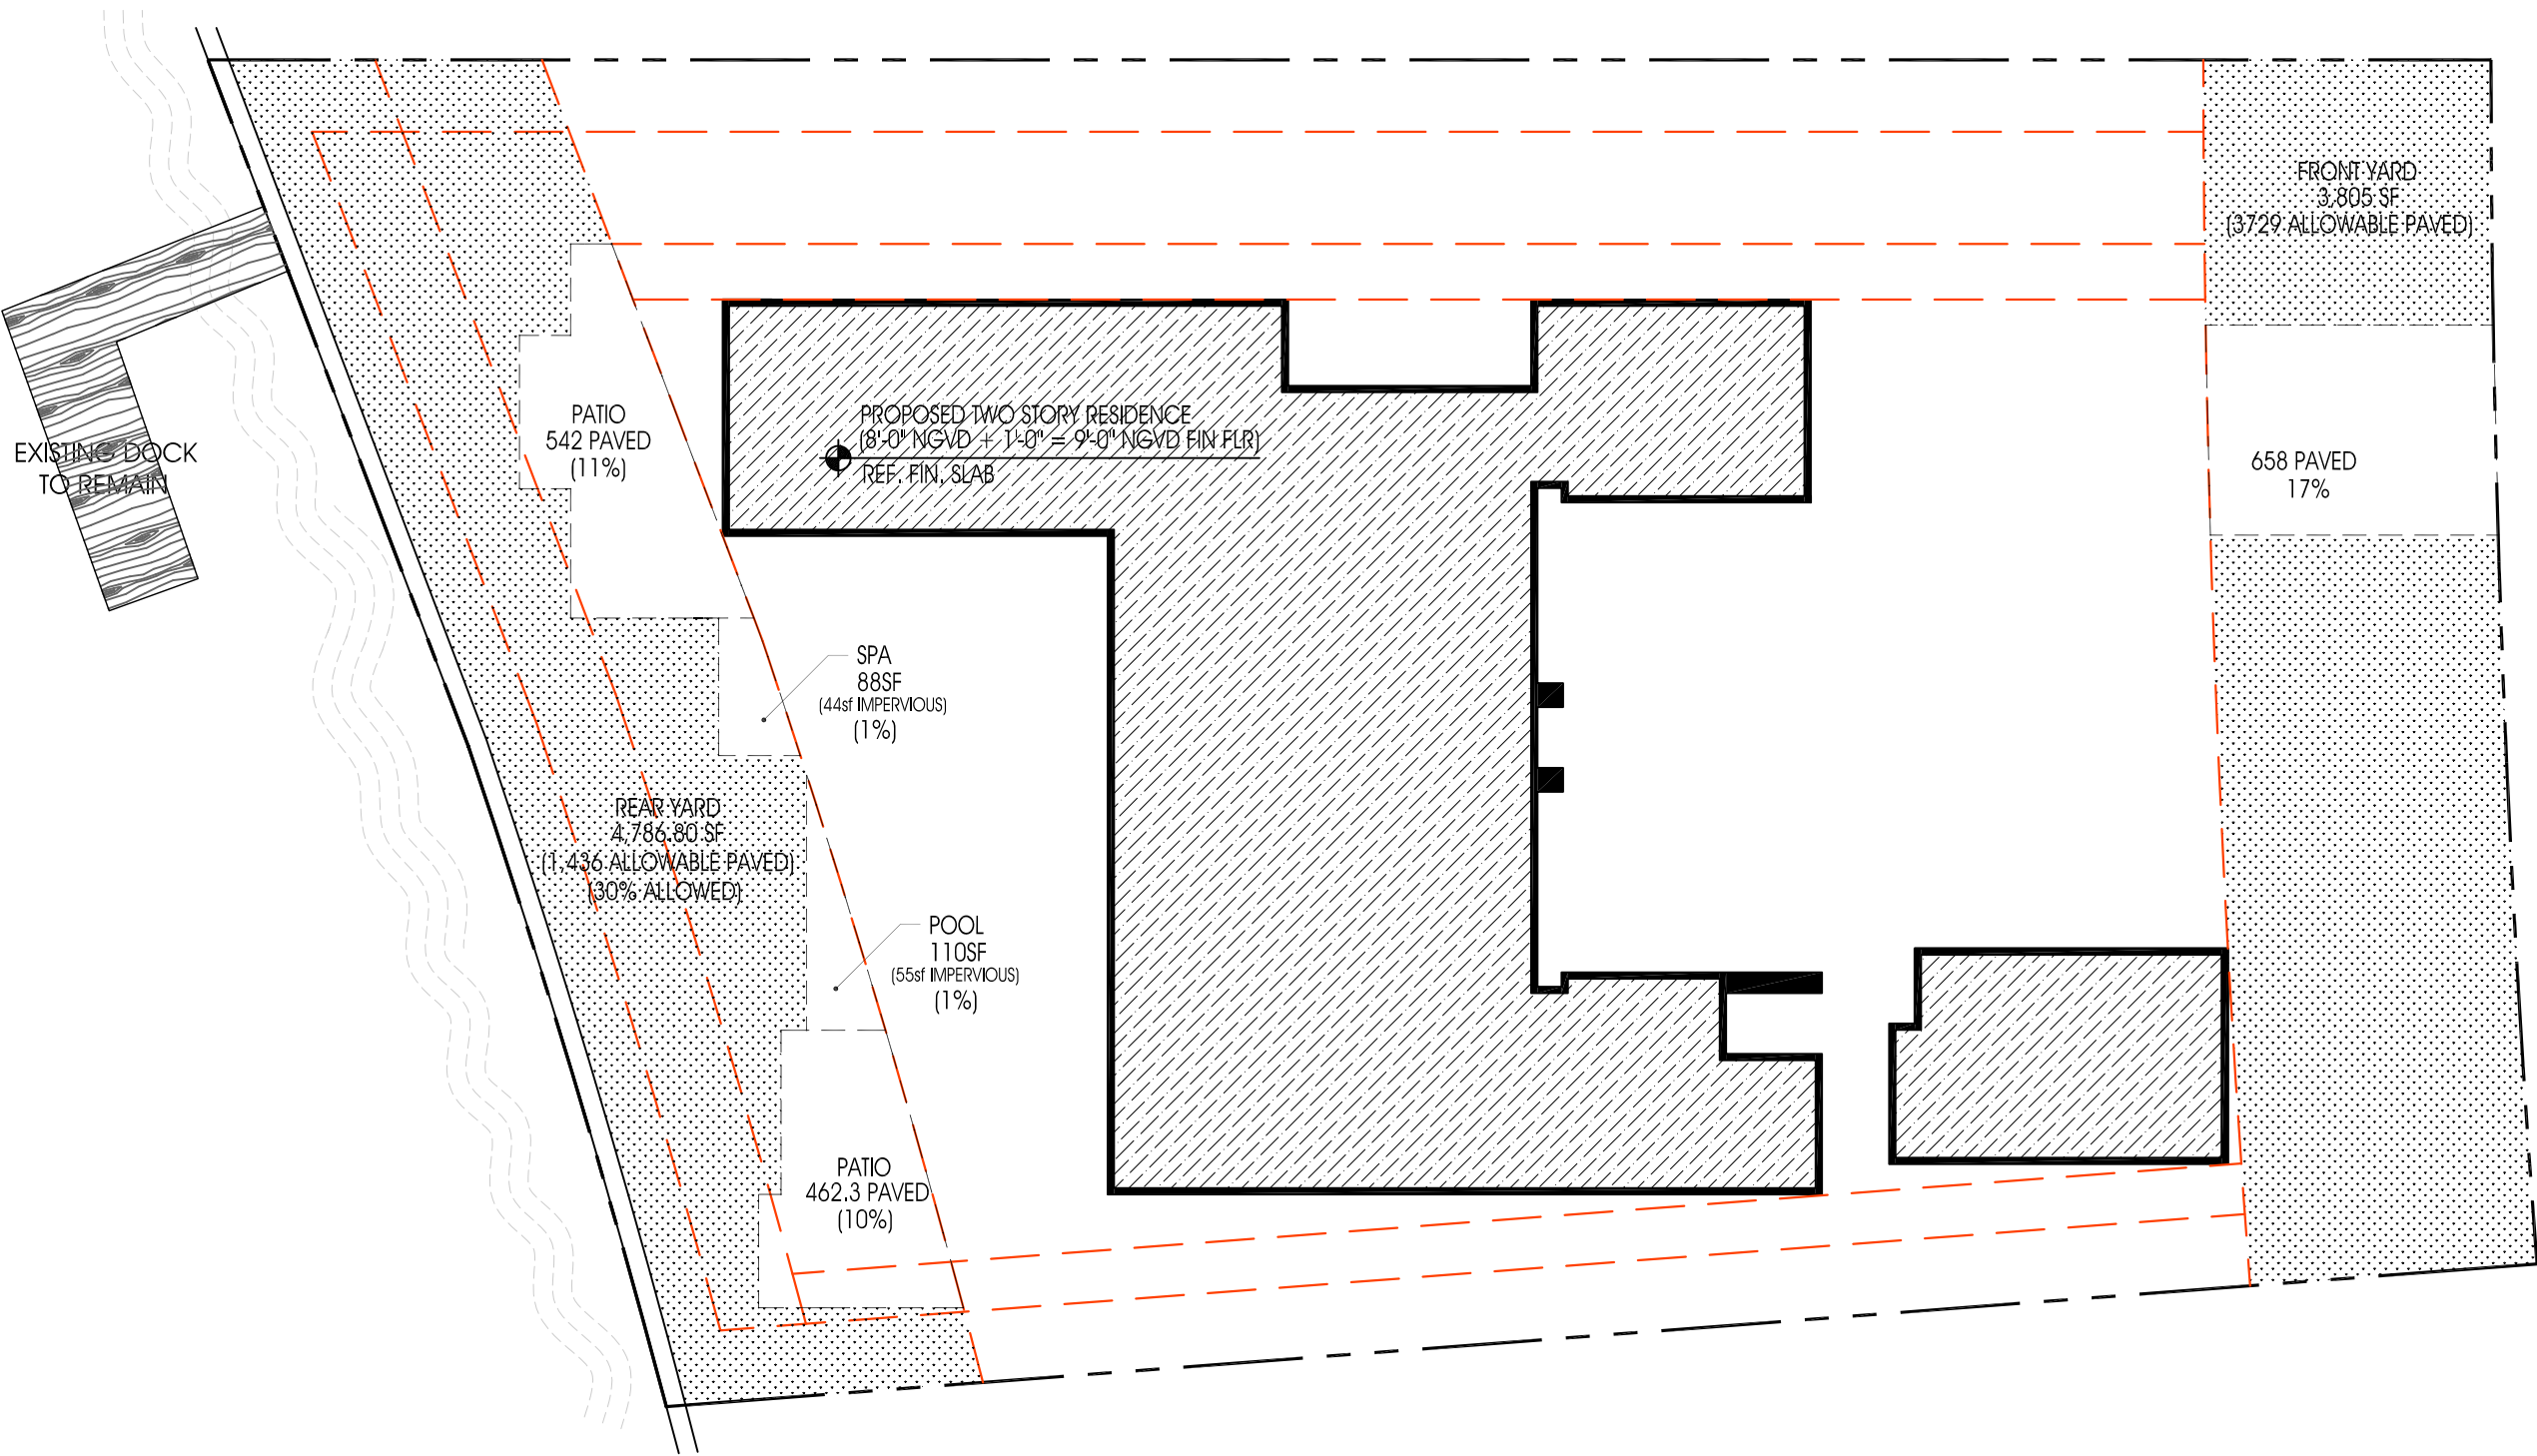 FRONT YARD
3,805 SF
(3729 ALLOWABLE PAVED)
PATIO
542 PAVED
(11%)
PROPOSED TWO STORY RESIDENCE
(8'-0" NGVD + 1'-0" = 9'-0" NGVD FIN FLR)
REF. FIN. SLAB
EXISTING DOCK
TO REMAIN
658 PAVED
17%
SPA
88SF
(44sf IMPERVIOUS)
(1%)
REAR YARD
4,786.80 SF
(1,436 ALLOWABLE PAVED)
(30% ALLOWED)
POOL
110SF
(55sf IMPERVIOUS)
(1%)
PATIO
462.3 PAVED
(10%)